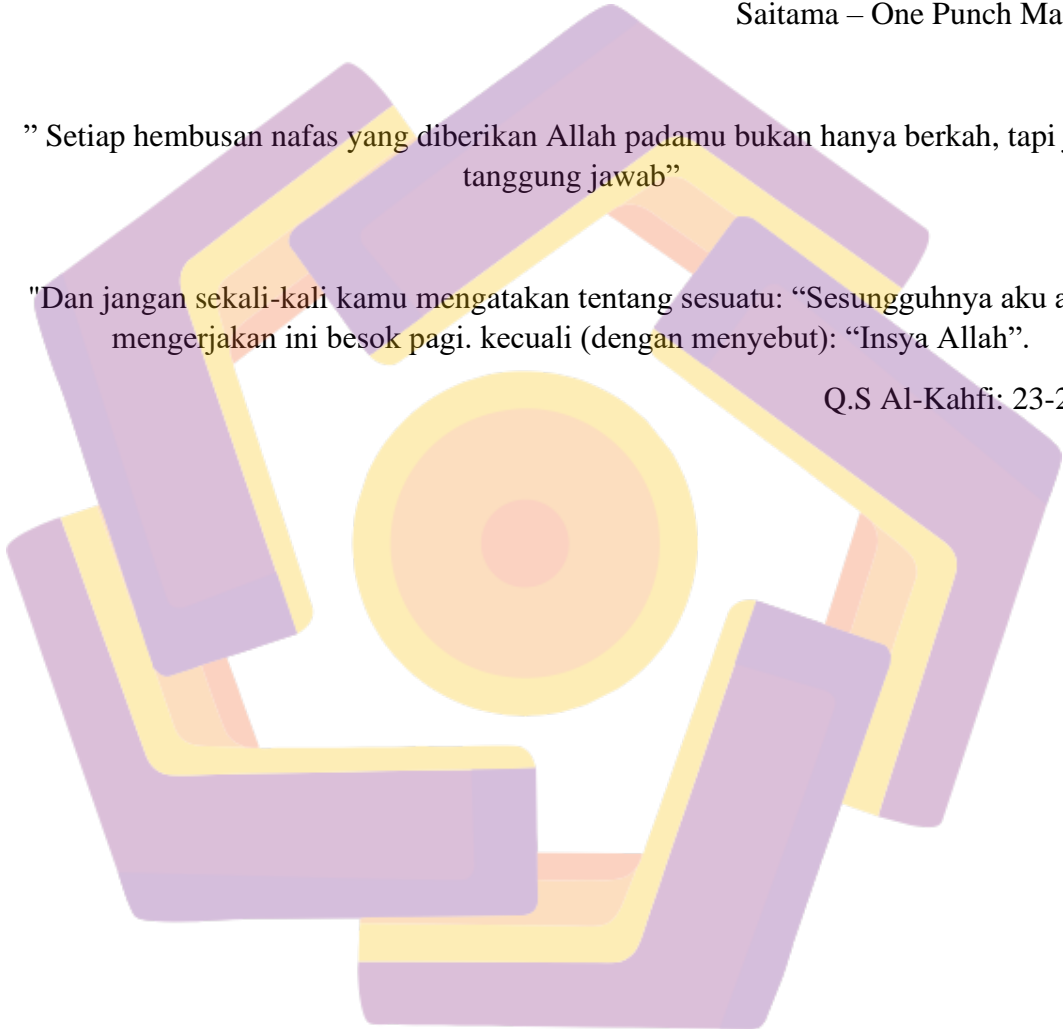 Saitama – One Punch Ma
” Setiap hembusan nafas yang diberikan Allah padamu bukan hanya berkah, tapi
tanggung jawab”
"Dan jangan sekali-kali kamu mengatakan tentang sesuatu: “Sesungguhnya aku a
mengerjakan ini besok pagi. kecuali (dengan menyebut): “Insya Allah”.
Q.S Al-Kahfi: 23-2